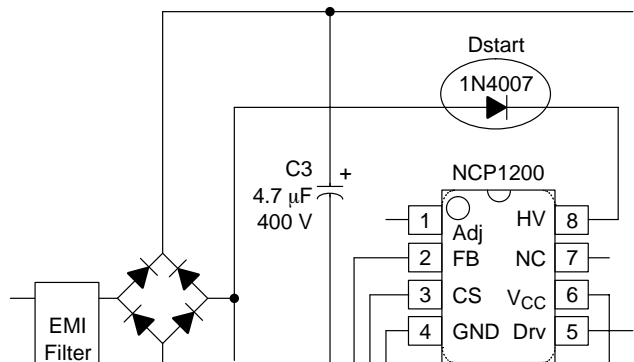 Dstart
1N4007
C3
+
4.7 μF
400 V
NCP1200
1
Adj
HV
8
2
FB
NC
7
3
CS
VCC
6
4
GND
Drv
5
EMI
Filter